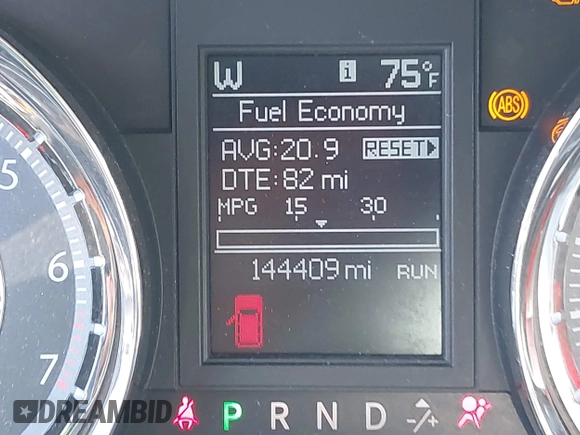 W i 75°F
Fuel Economy
ABS
AVG:20.9 RESET
DTE:82 mi
MPG 15 30
144409 mi RUN
5
6
7
P R N D -/+
DREAMBID